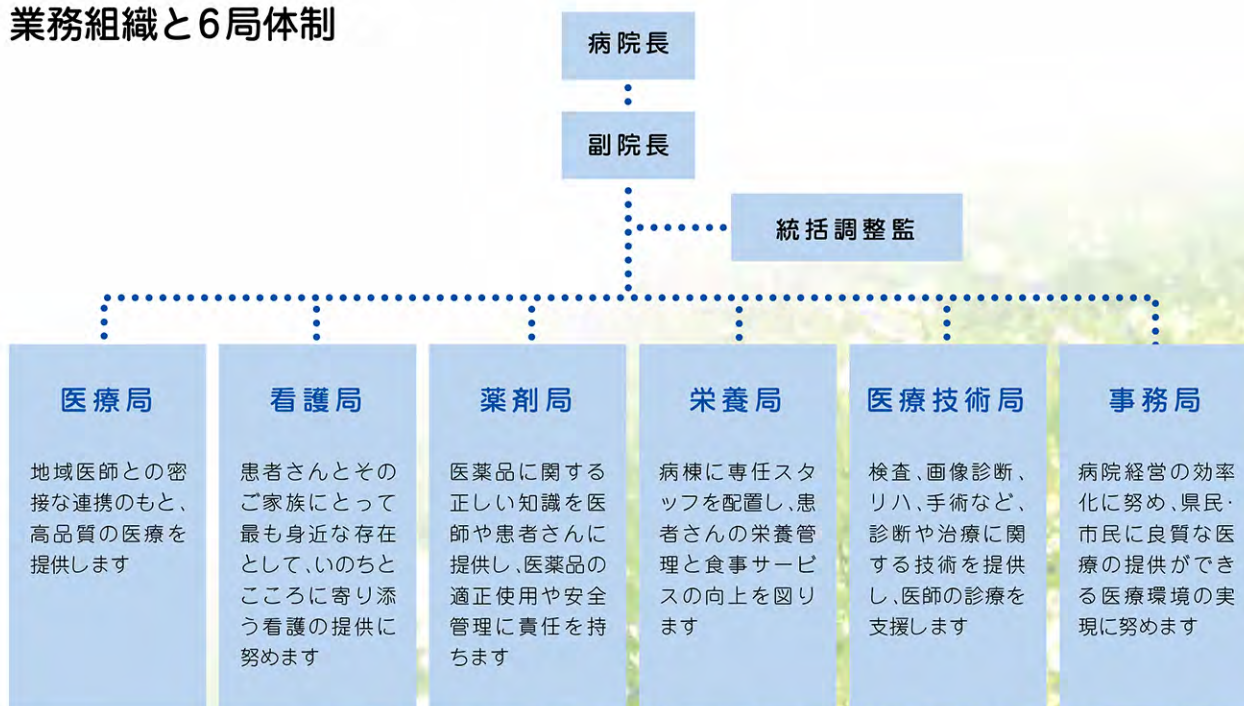 業務組織と6局体制
病院長
副院長
統括調整監
医療局
地域医師との密
接な連携のもと、
高品質の医療を
提供します
看護局
患者さんとその
ご家族にとって
最も身近な存在
として、いのちと
こころに寄り添
う看護の提供に
努めます
薬剤局
医薬品に関する
正しい知識を医
師や患者さんに
提供し、医薬品の
適正使用や安全
管理に責任を持
ちます
栄養局
病棟に専任スタ
ッフを配置し、患
者さんの栄養管
理と食事サービ
スの向上を図り
ます
医療技術局
検査、画像診断、
リハ、手術など、
診断や治療に関
する技術を提供
し、医師の診療を
支援します
事務局
病院経営の効率
化に努め、県民・
市民に良質な医
療の提供ができ
る医療環境の実
現に努めます